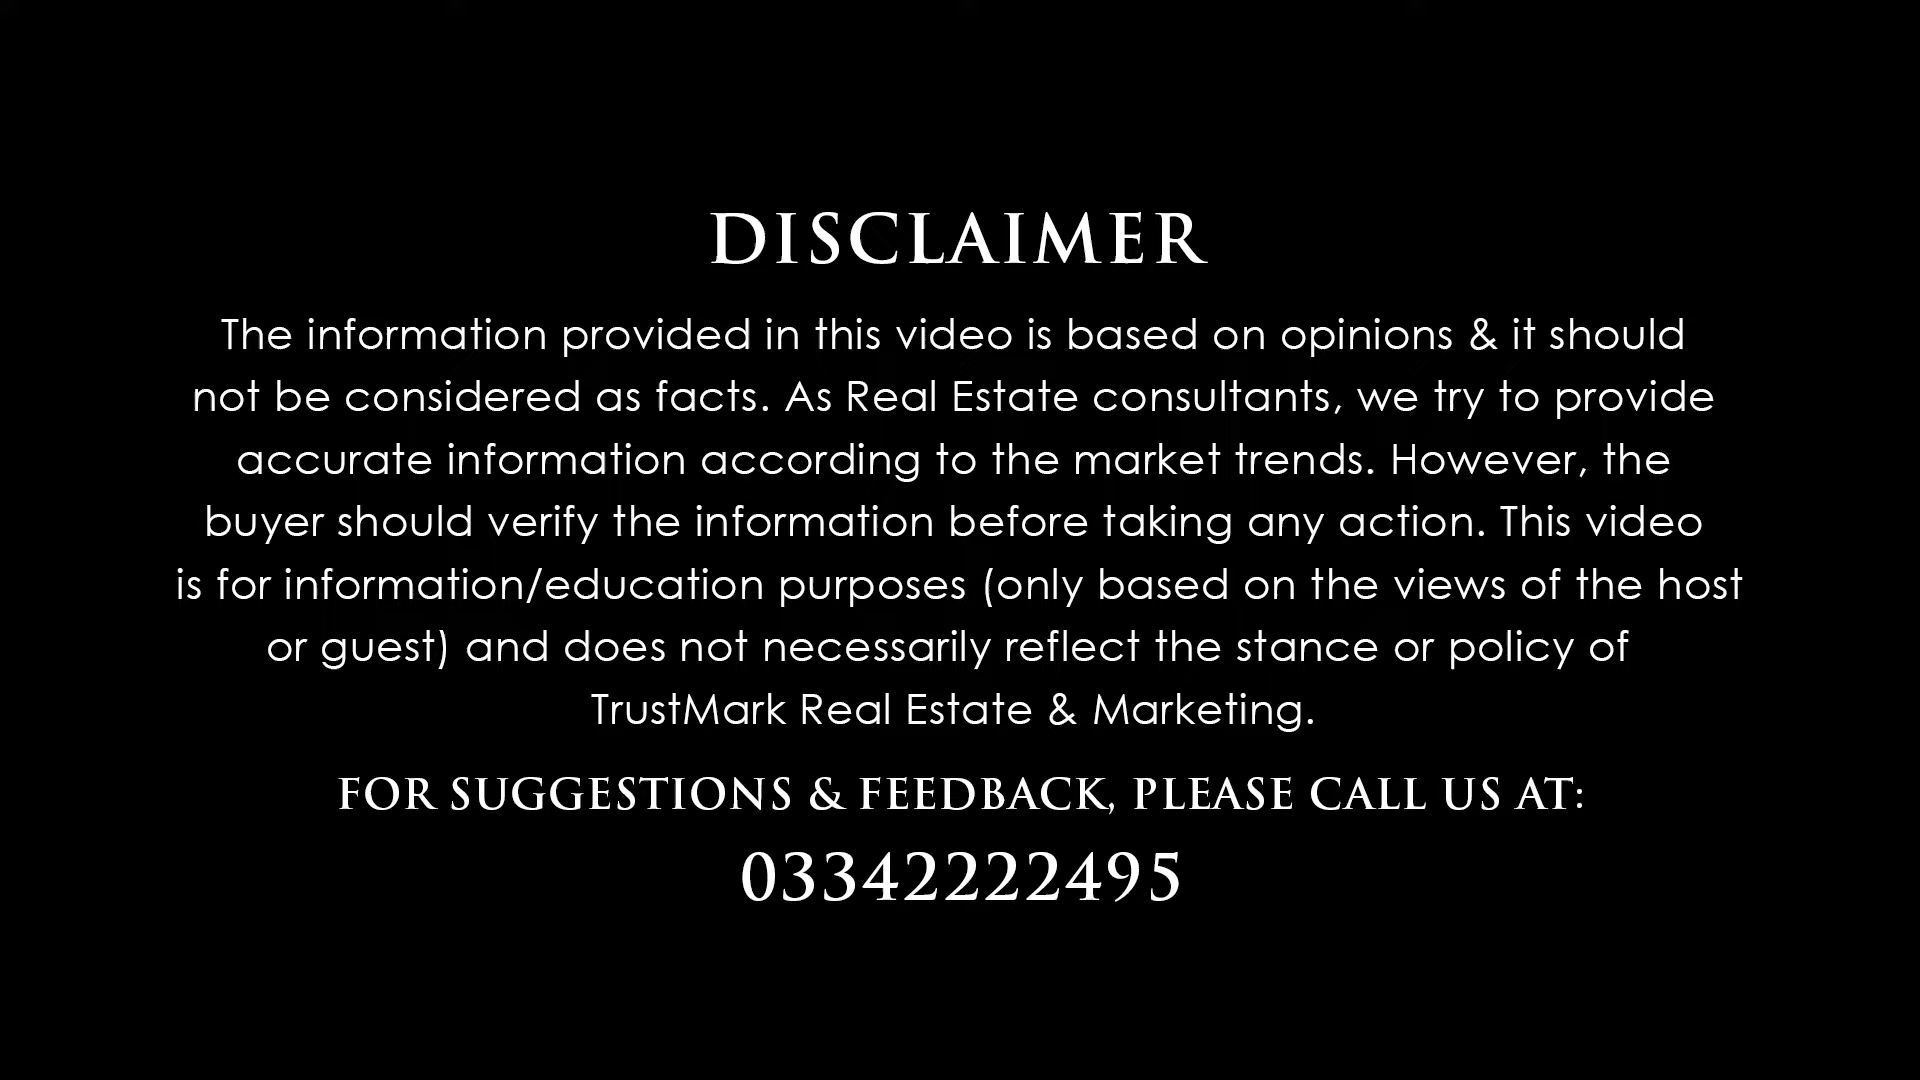 DISCLAIMER
The information provided in this video is based on opinions & it should
not be considered as facts. As Real Estate consultants, we try to provide
accurate information according to the market trends. However, the
buyer should verify the information before taking any action. This video
is for information/education purposes (only based on the views of the host
or guest) and does not necessarily reflect the stance or policy of
TrustMark Real Estate & Marketing.
FOR SUGGESTIONS & FEEDBACK, PLEASE CALL US AT:
03342222495